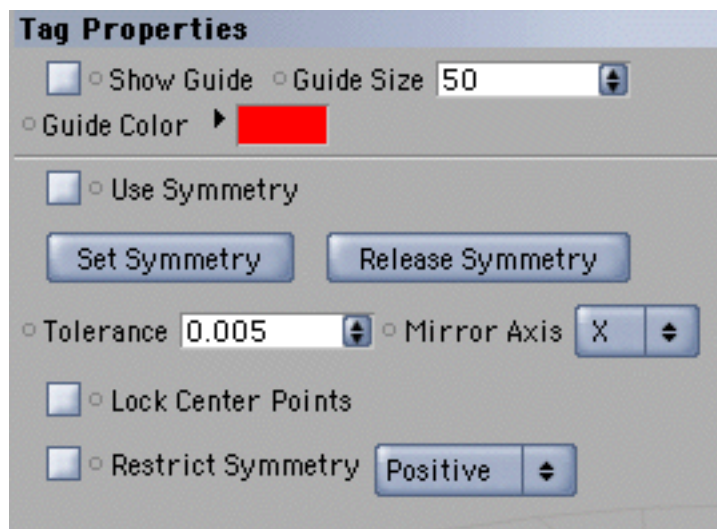 Tag Properties
Show Guide Guide Size 50
Guide Color
Use Symmetry
Set Symmetry Release Symmetry
Tolerance 0.005 Mirror Axis X
Lock Center Points
Restrict Symmetry Positive